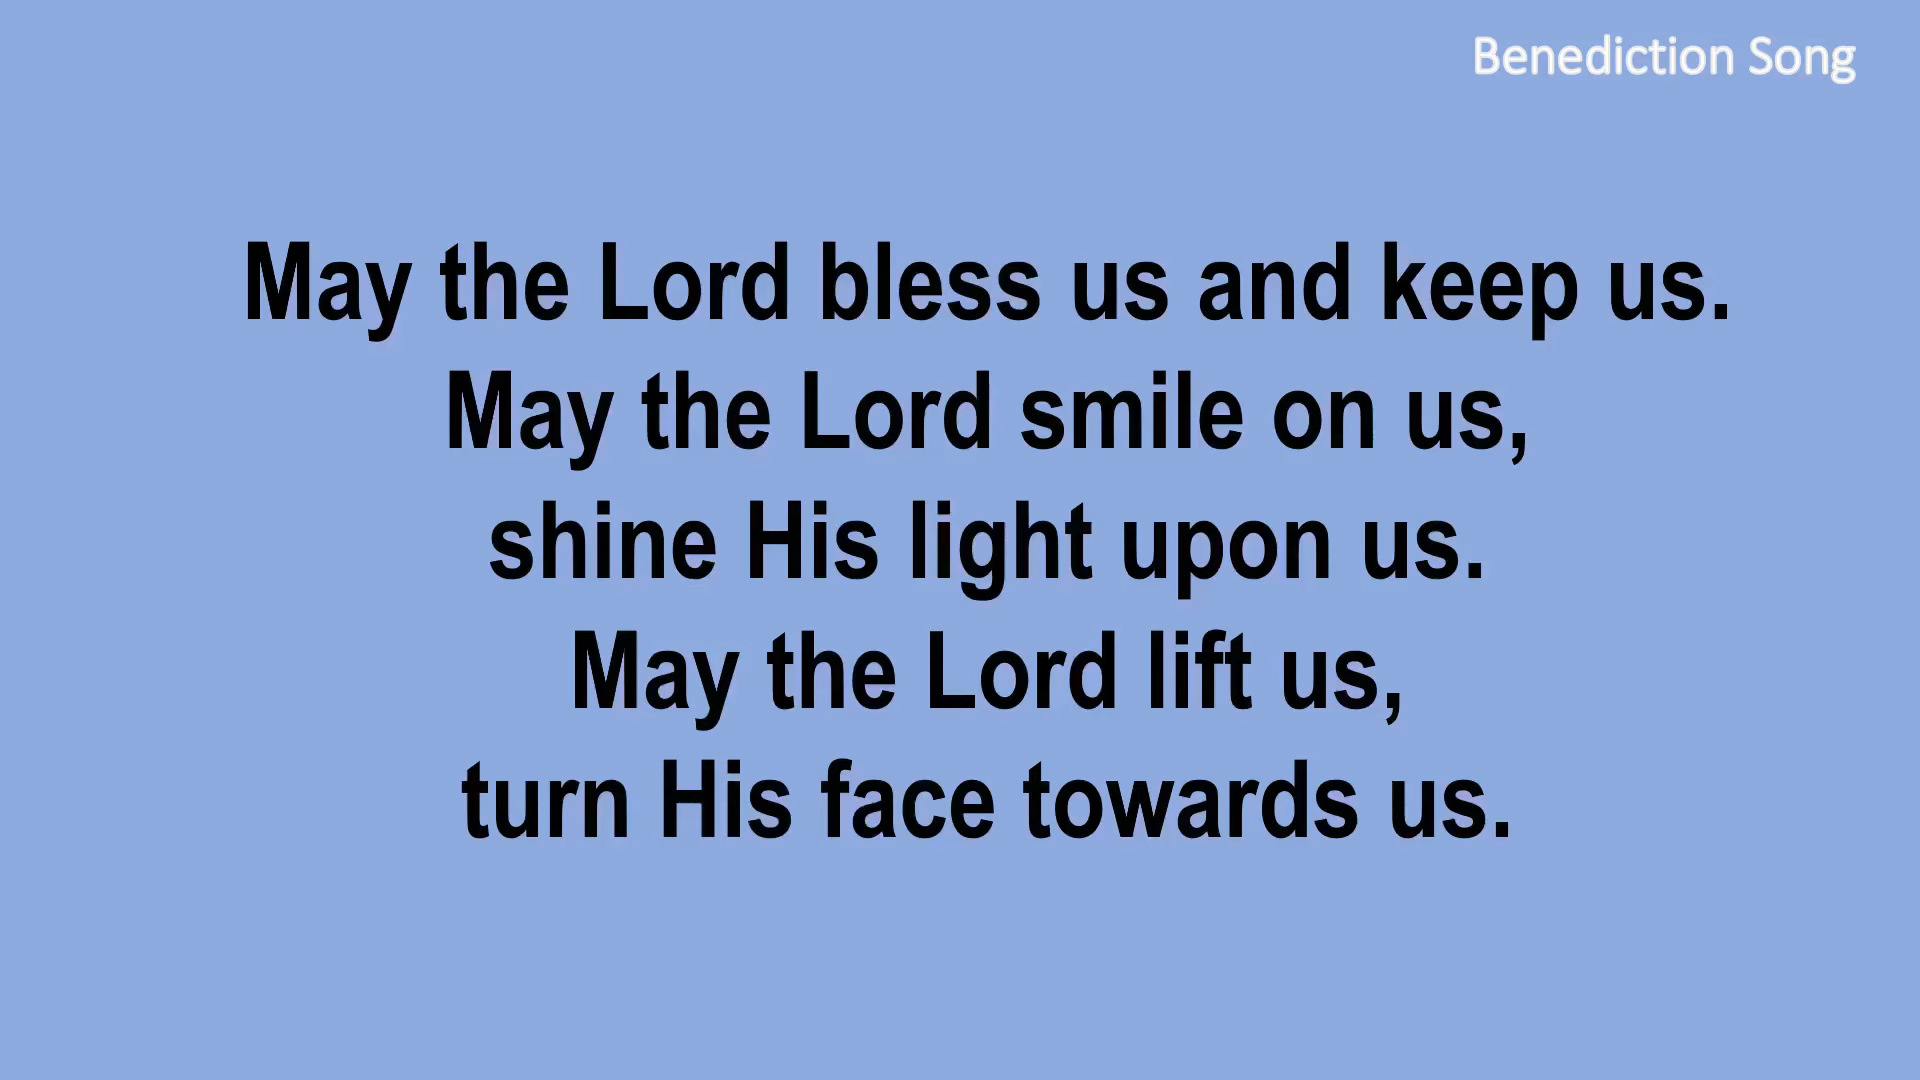 Benediction Song
May the Lord bless us and keep us.
May the Lord smile on us,
shine His light upon us.
May the Lord lift us,
turn His face towards us.